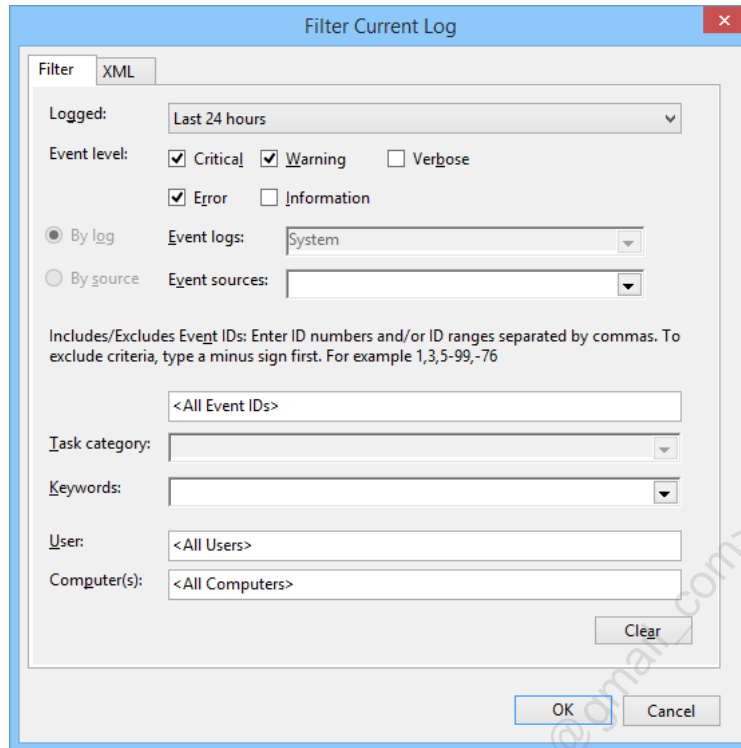 Filter Current Log
Filter XML
Logged: Last 24 hours
Event level: Critical Warning Verbose
Error Information
By log Event logs: System
By source Event sources:
Includes/Excludes Event IDs: Enter ID numbers and/or ID ranges separated by commas. To
exclude criteria, type a minus sign first. For example 1,3,5-99,-76
<All Event IDs>
Task category:
Keywords:
User: <All Users>
Computer(s): <All Computers>
Clear
OK Cancel
@gmail_com